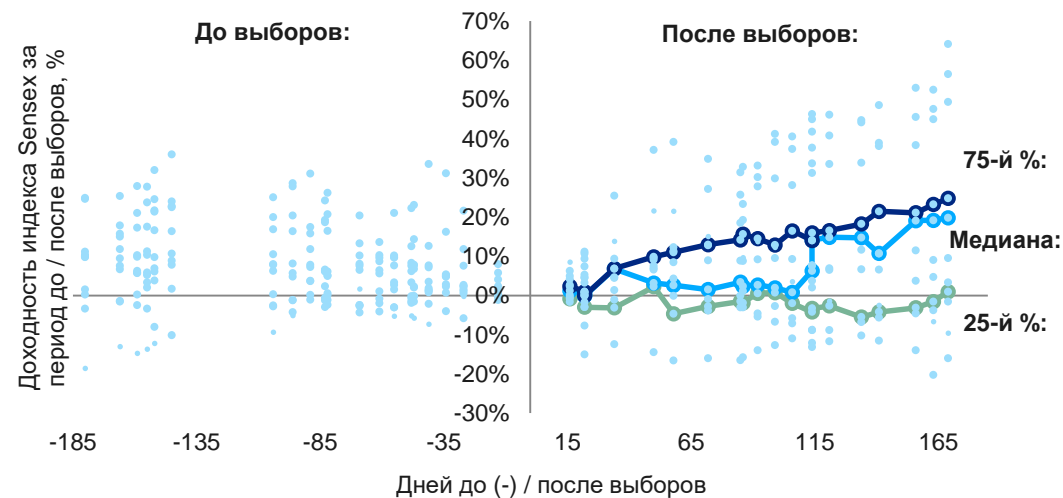 Доходность индекса Sensex за
период до / после выборов, %
До выборов:
После выборов:
70%
60%
50%
40%
30%
20%
10%
0%
-10%
-20%
-30%
75-й %:
Медиана:
25-й %:
-185 -135 -85 -35 15 65 115 165
Дней до (-) / после выборов